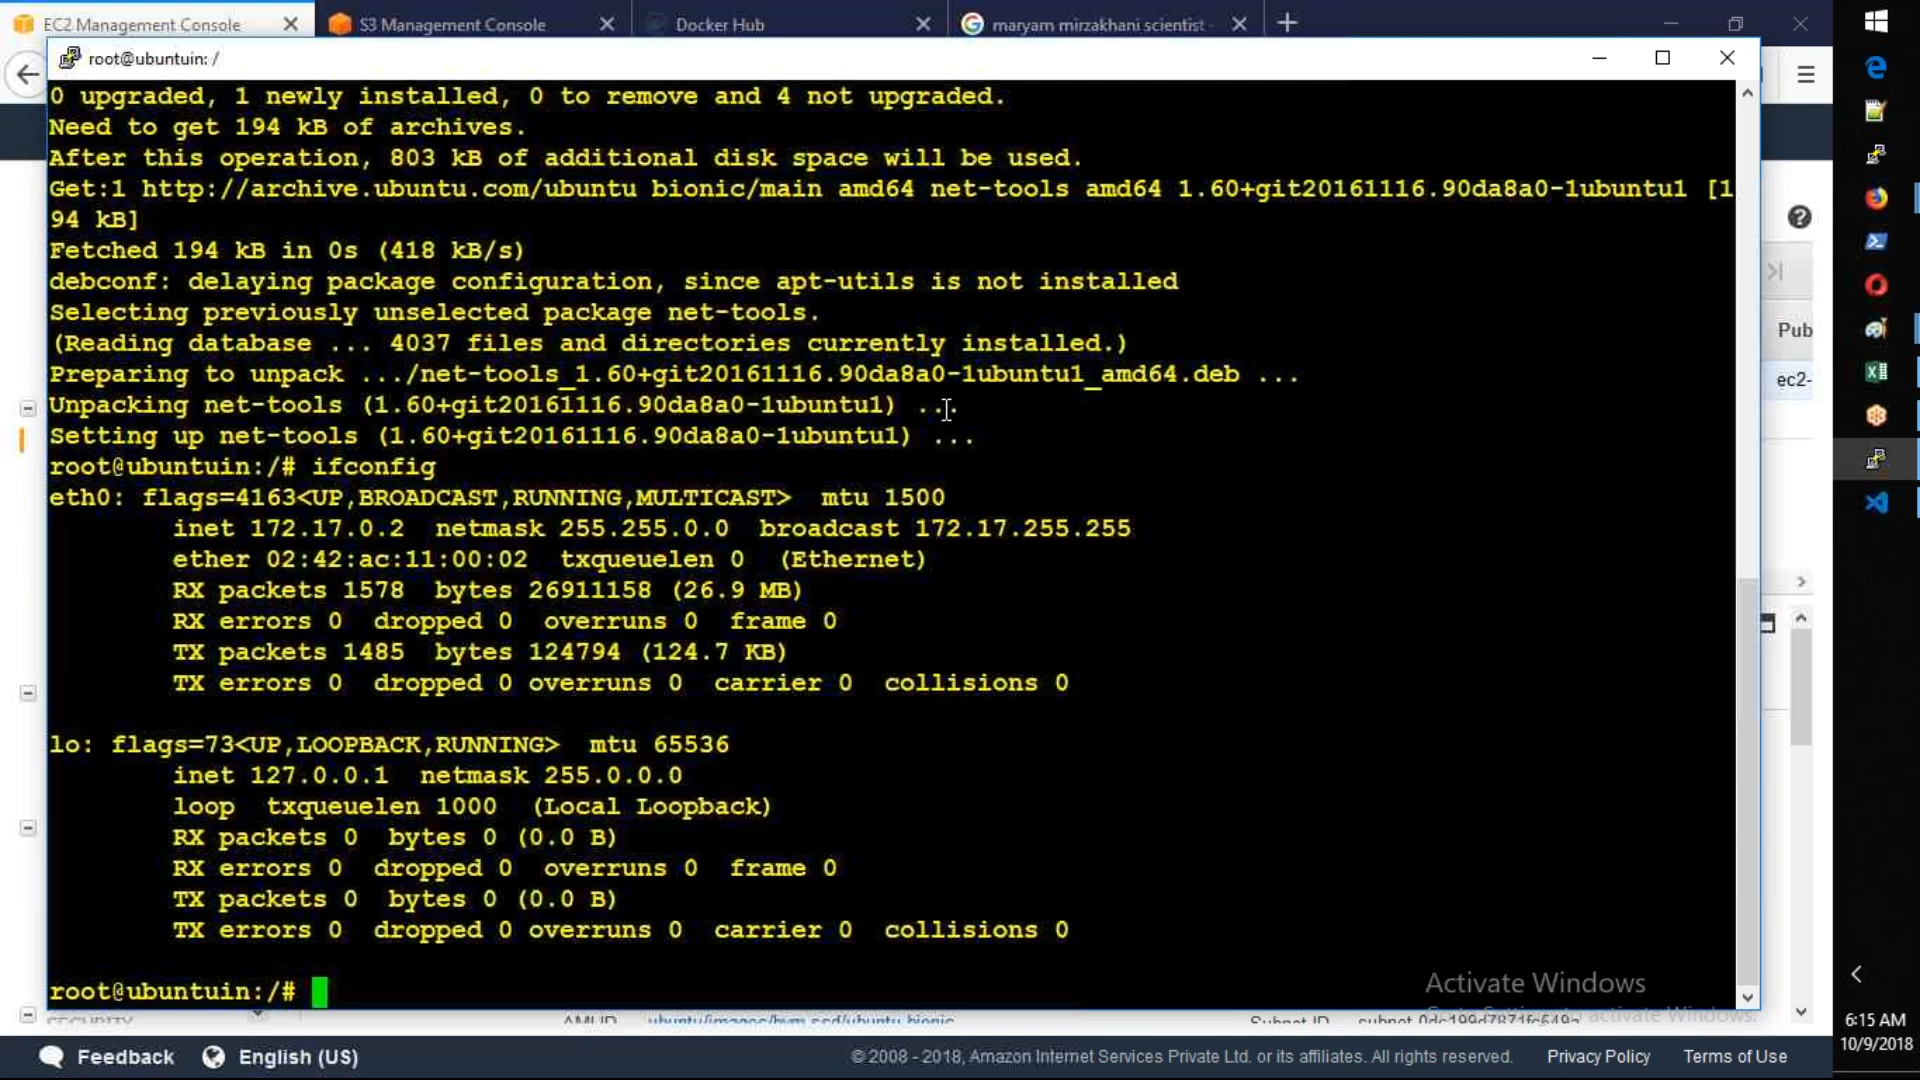 EC2 Management Console
S3 Management Console
Docker Hub
maryam mirzakhani scientist
root@ubuntuin: /
0 upgraded, 1 newly installed, 0 to remove and 4 not upgraded.
Need to get 194 kB of archives.
After this operation, 803 kB of additional disk space will be used.
Get:1 http://archive.ubuntu.com/ubuntu bionic/main amd64 net-tools amd64 1.60+git20161116.90da8a0-1ubuntu1 [1
94 kB]
Fetched 194 kB in 0s (418 kB/s)
debconf: delaying package configuration, since apt-utils is not installed
Selecting previously unselected package net-tools.
(Reading database ... 4037 files and directories currently installed.)
Preparing to unpack .../net-tools_1.60+git20161116.90da8a0-1ubuntu1_amd64.deb ...
Unpacking net-tools (1.60+git20161116.90da8a0-1ubuntu1) ...
Setting up net-tools (1.60+git20161116.90da8a0-1ubuntu1) ...
root@ubuntuin:/# ifconfig
eth0: flags=4163<UP,BROADCAST,RUNNING,MULTICAST>  mtu 1500
inet 172.17.0.2  netmask 255.255.0.0  broadcast 172.17.255.255
ether 02:42:ac:11:00:02  txqueuelen 0  (Ethernet)
RX packets 1578  bytes 26911158 (26.9 MB)
RX errors 0  dropped 0  overruns 0  frame 0
TX packets 1485  bytes 124794 (124.7 KB)
TX errors 0  dropped 0 overruns 0  carrier 0  collisions 0
lo: flags=73<UP,LOOPBACK,RUNNING>  mtu 65536
inet 127.0.0.1  netmask 255.0.0.0
loop  txqueuelen 1000  (Local Loopback)
RX packets 0  bytes 0 (0.0 B)
RX errors 0  dropped 0  overruns 0  frame 0
TX packets 0  bytes 0 (0.0 B)
TX errors 0  dropped 0 overruns 0  carrier 0  collisions 0
root@ubuntuin:/#
Pub
ec2-
Activate Windows
SECURITY
AMI ID
ubuntu/images/hvm-ssd/ubuntu-bionic
Subnet ID
activate Windows.
Feedback
English (US)
© 2008 - 2018, Amazon Internet Services Private Ltd. or its affiliates. All rights reserved.
Privacy Policy
Terms of Use
6:15 AM
10/9/2018